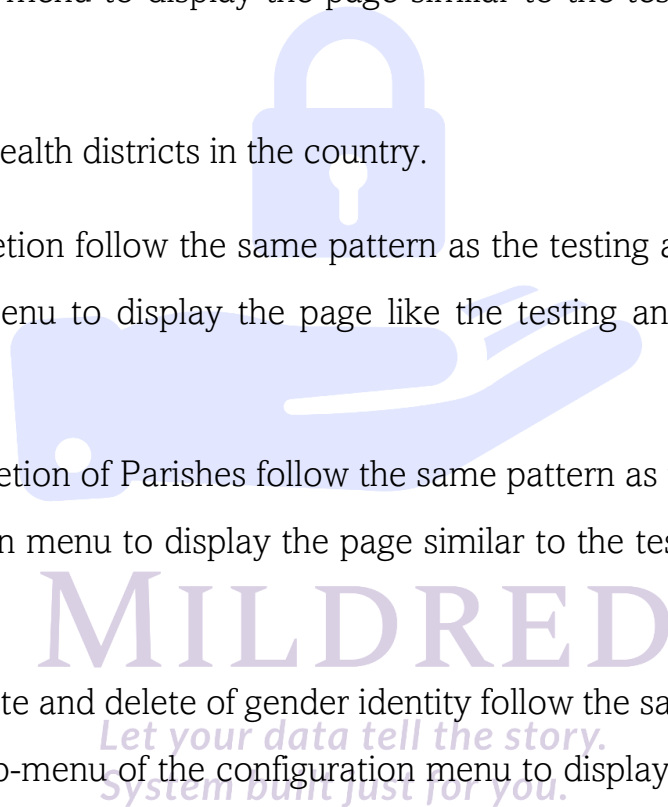 menu to display the page similar to the tes
ealth districts in the country.
etion follow the same pattern as the testing a
enu to display the page like the testing an
etion of Parishes follow the same pattern as
n menu to display the page similar to the tes
MILDRED
te and delete of gender identity follow the sa
Let your data tell the story.
o-menu of the configuration menu to display
System built just for you.